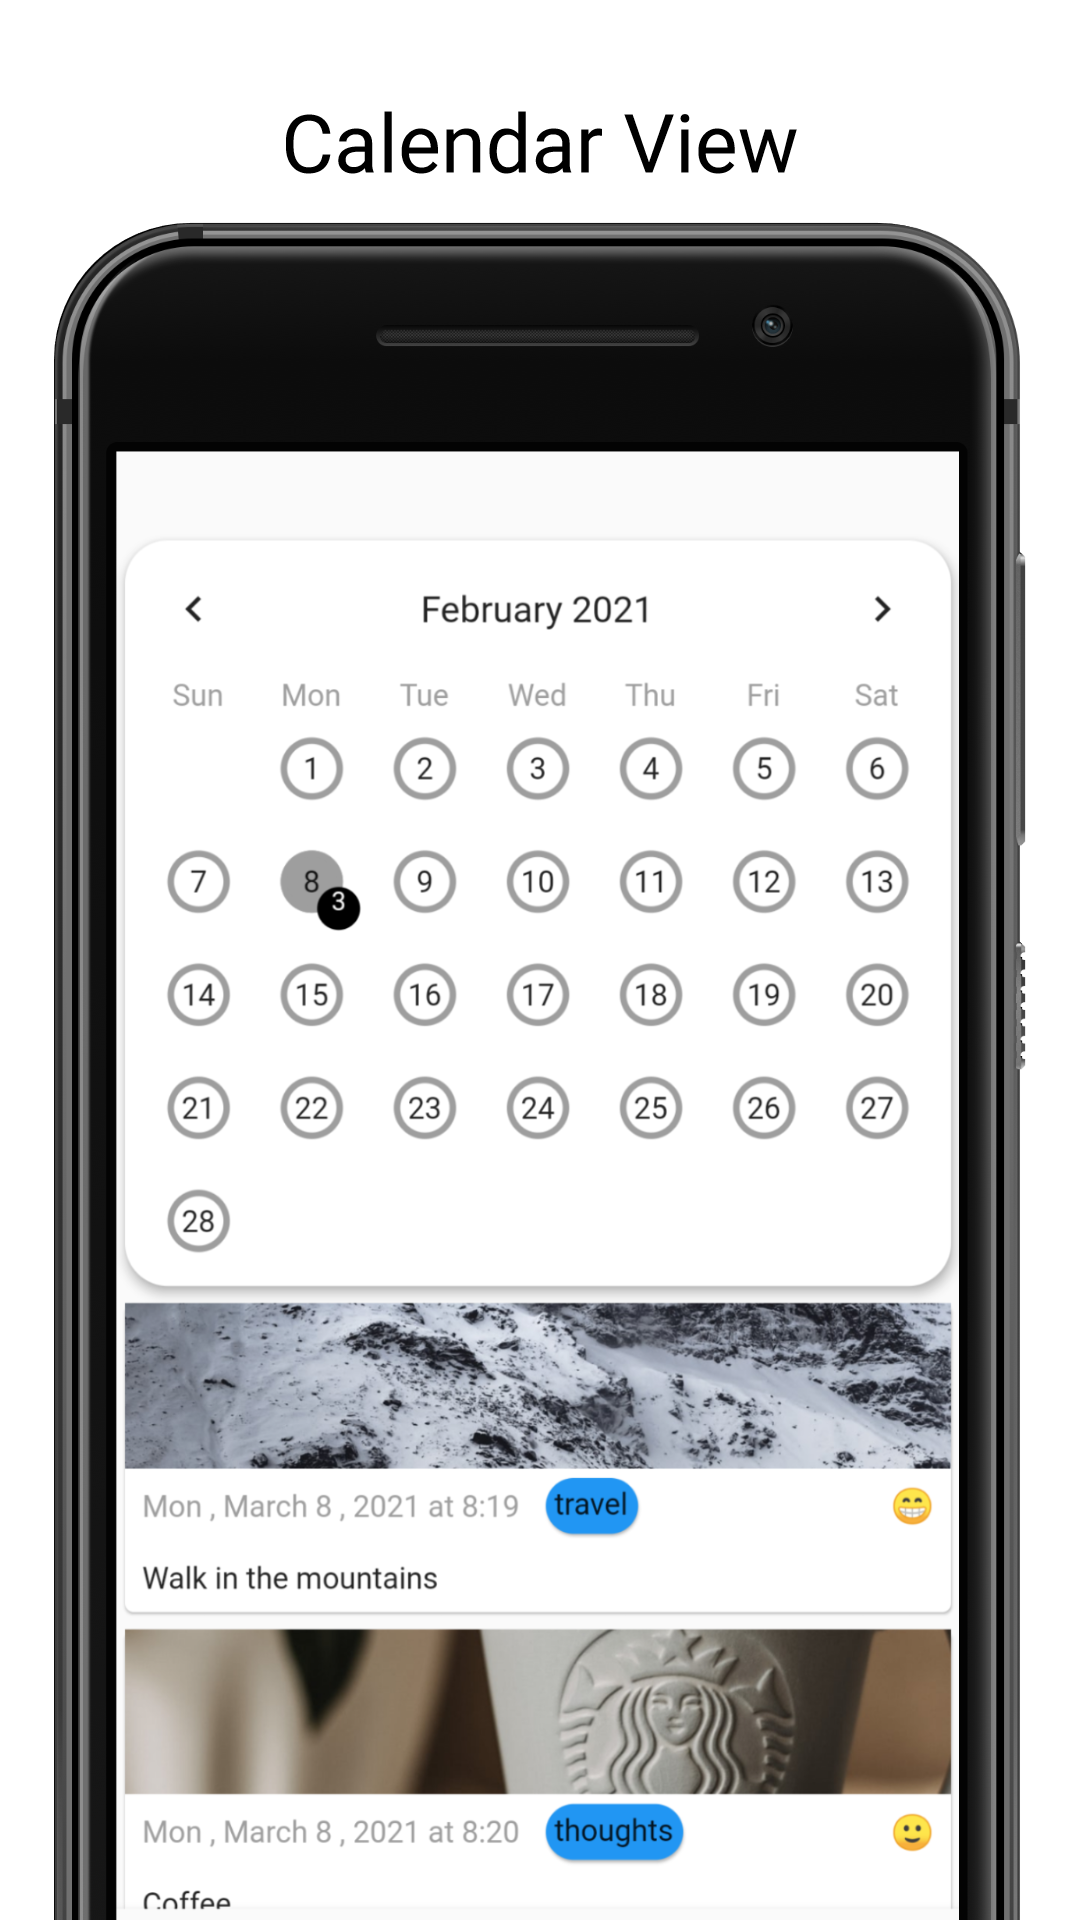 Calendar View
February 2021
Sun Mon Tue Wed Thu Fri Sat
1 2 3 4 5 6
7 8 3 9 10 11 12 13
14 15 16 17 18 19 20
21 22 23 24 25 26 27
28
Mon , March 8 , 2021 at 8:19 travel
Walk in the mountains
Mon , March 8 , 2021 at 8:20 thoughts
Coffee